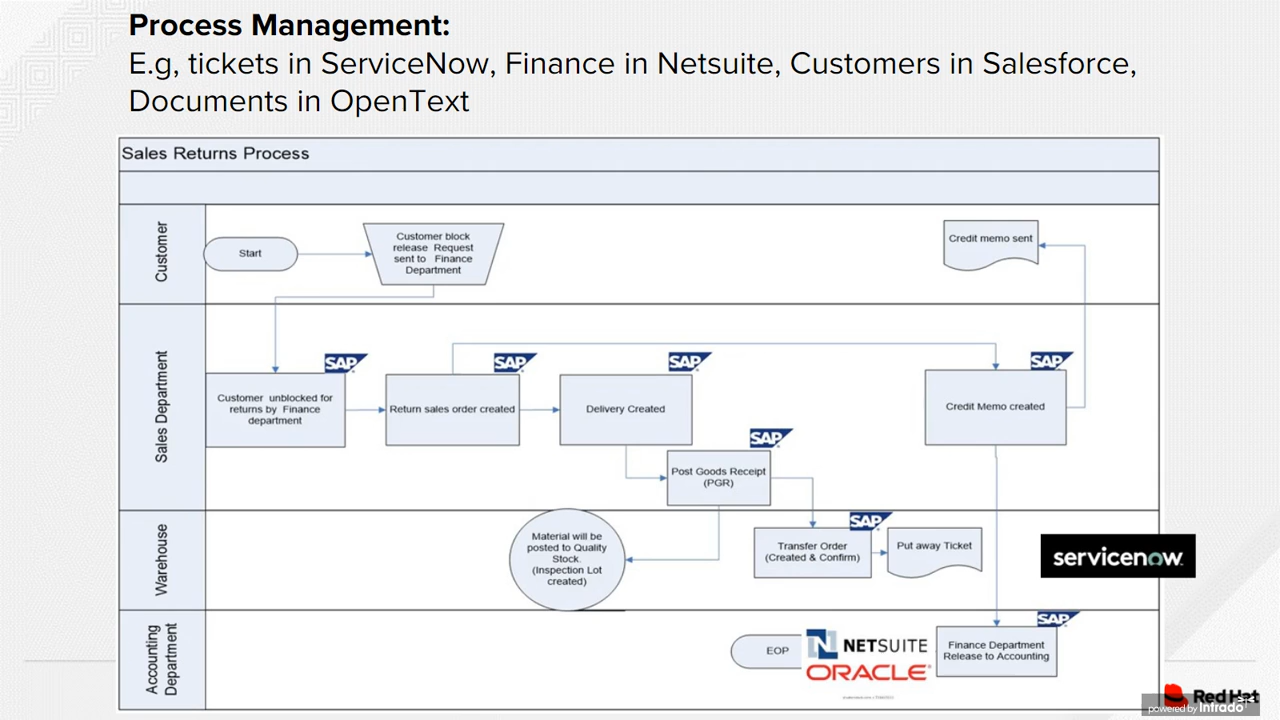 Process Management:
E.g, tickets in ServiceNow, Finance in Netsuite, Customers in Salesforce,
Documents in OpenText
Sales Returns Process
Customer
Start
Customer block
release Request
sent to Finance
Department
Credit memo sent
Sales Department
SAP
SAP
SAP
SAP
Customer unblocked for
returns by Finance
department
Return sales order created
Delivery Created
Credit Memo created
SAP
Post Goods Receipt
(PGR)
Warehouse
Material will be
posted to Quality
Stock.
(Inspection Lot
created)
SAP
Transfer Order
(Created & Confirm)
Put away Ticket
servicenow
Accounting
Department
EOP
N NETSUITE
ORACLE
SAP
Finance Department
Release to Accounting
Red Hat
powered by Intrado